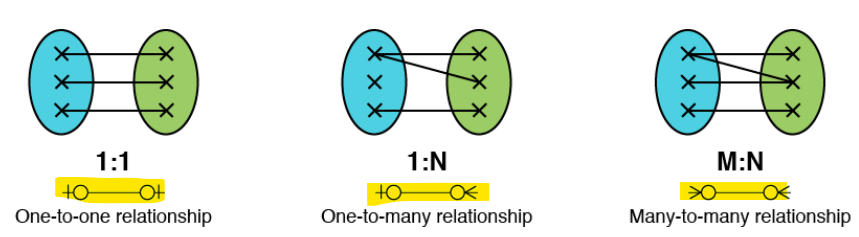 1:1
1:N
M:N
One-to-one relationship
One-to-many relationship
Many-to-many relationship